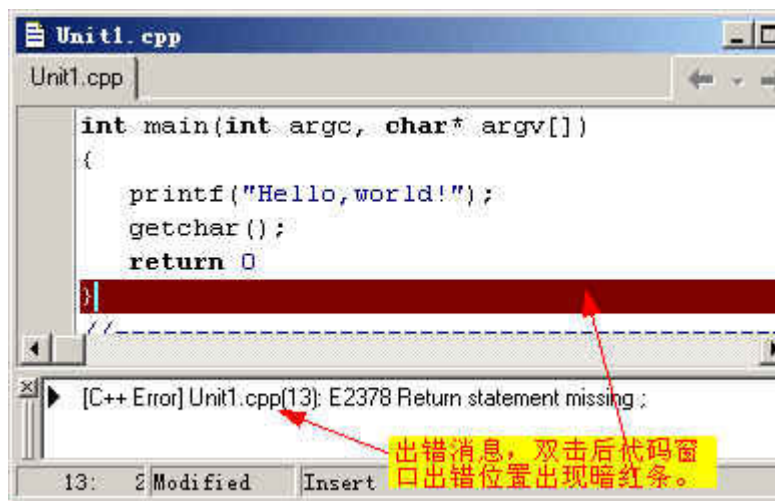 Unit1.cpp
Unit1.cpp
int main(int argc, char* argv[])
{
printf("Hello,world!");
getchar();
return 0
}
//------------------------------------------
[C++ Error] Unit1.cpp(13): E2378 Return statement missing ;
出错消息，双击后代码窗
口出错位置出现暗红条。
13: 2 Modified Insert